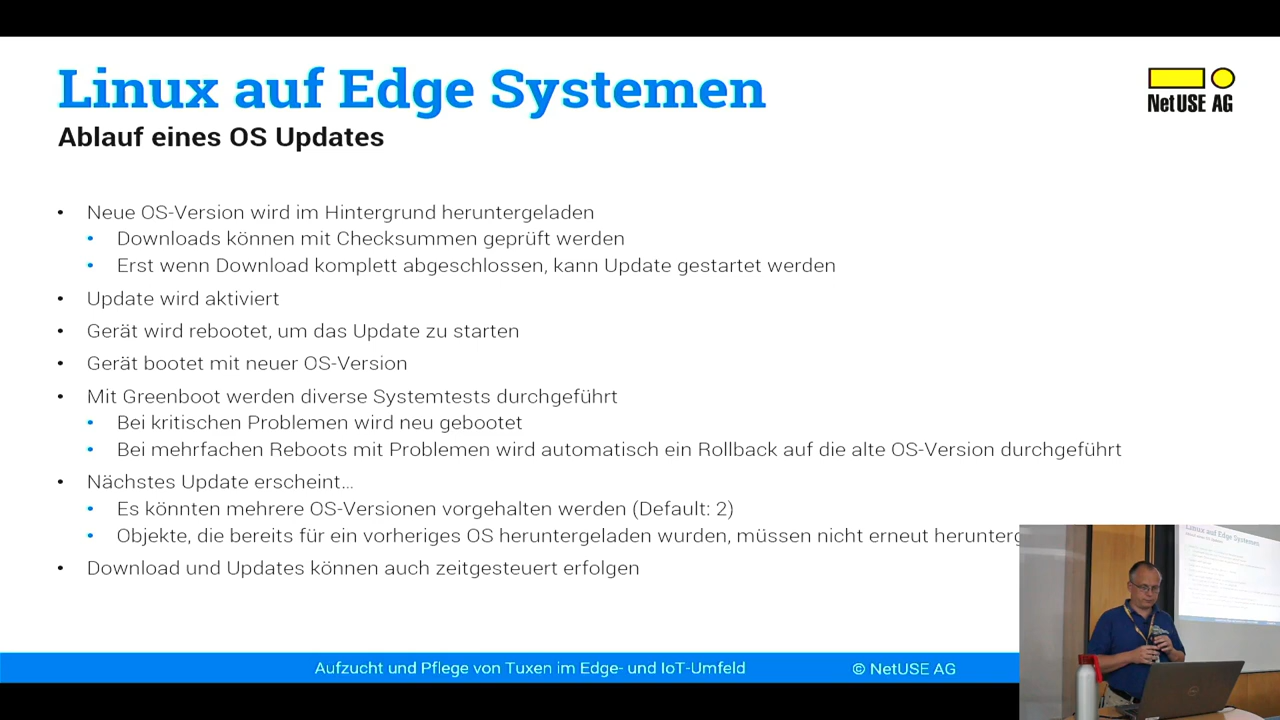 Linux auf Edge Systemen
NetUSE AG
Ablauf eines OS Updates
• Neue OS-Version wird im Hintergrund heruntergeladen
• Downloads können mit Checksummen geprüft werden
• Erst wenn Download komplett abgeschlossen, kann Update gestartet werden
• Update wird aktiviert
• Gerät wird rebootet, um das Update zu starten
• Gerät bootet mit neuer OS-Version
• Mit Greenboot werden diverse Systemtests durchgeführt
• Bei kritischen Problemen wird neu gebootet
• Bei mehrfachen Reboots mit Problemen wird automatisch ein Rollback auf die alte OS-Version durchgeführt
• Nächstes Update erscheint...
• Es könnten mehrere OS-Versionen vorgehalten werden (Default: 2)
• Objekte, die bereits für ein vorheriges OS heruntergeladen wurden, müssen nicht erneut herunterg
• Download und Updates können auch zeitgesteuert erfolgen
Linux auf Edge Systemen
Aufzucht und Pflege von Tuxen im Edge- und IoT-Umfeld
© NetUSE AG